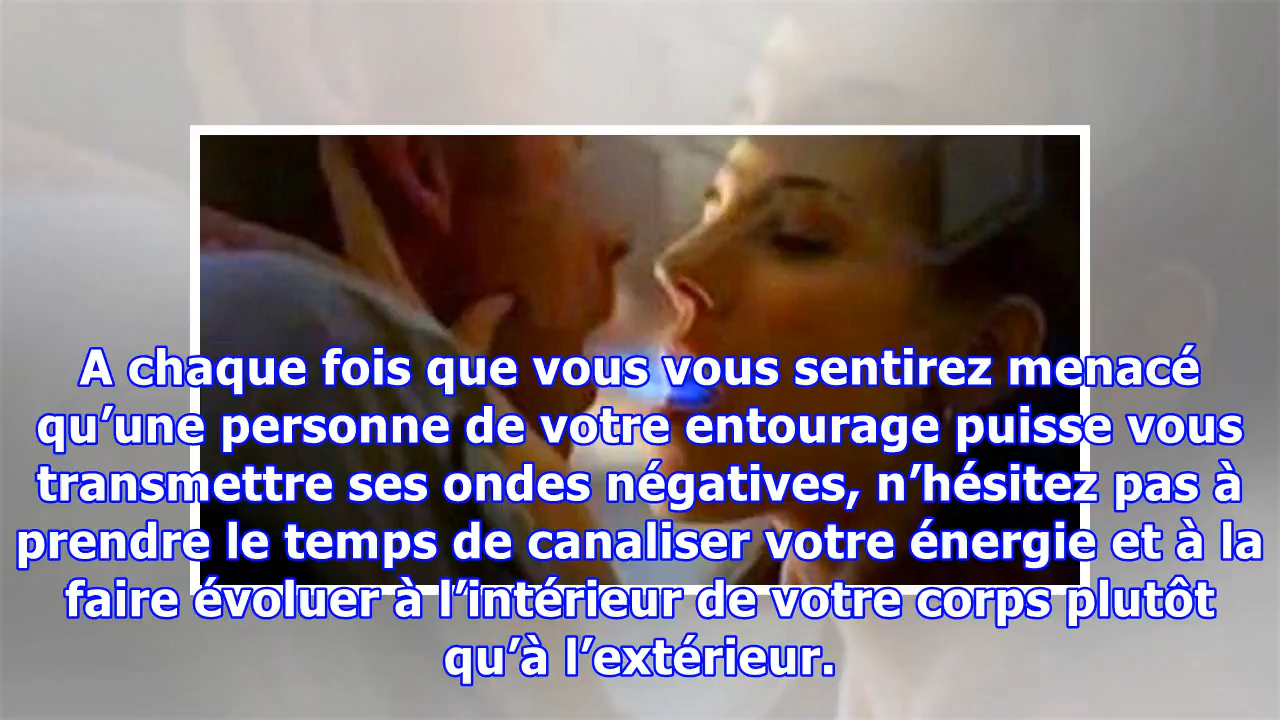 A chaque fois que vous vous sentirez menacé
qu’une personne de votre entourage puisse vous
transmettre ses ondes négatives, n’hésitez pas à
prendre le temps de canaliser votre énergie et à la
faire évoluer à l’intérieur de votre corps plutôt
qu’à l’extérieur.